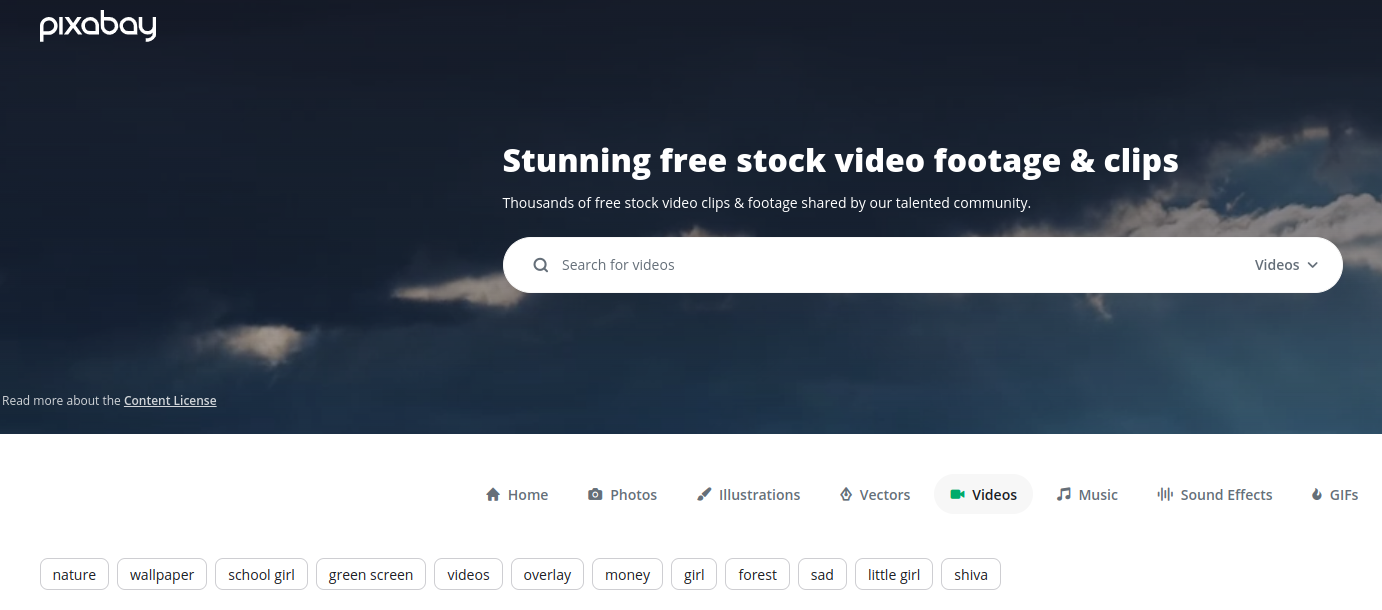 pixabay
Stunning free stock video footage & clips
Thousands of free stock video clips & footage shared by our talented community.
Search for videos Videos
Read more about the Content License
Home Photos Illustrations Vectors Videos Music Sound Effects GIFs
nature wallpaper school girl green screen videos overlay money girl forest sad little girl shiva